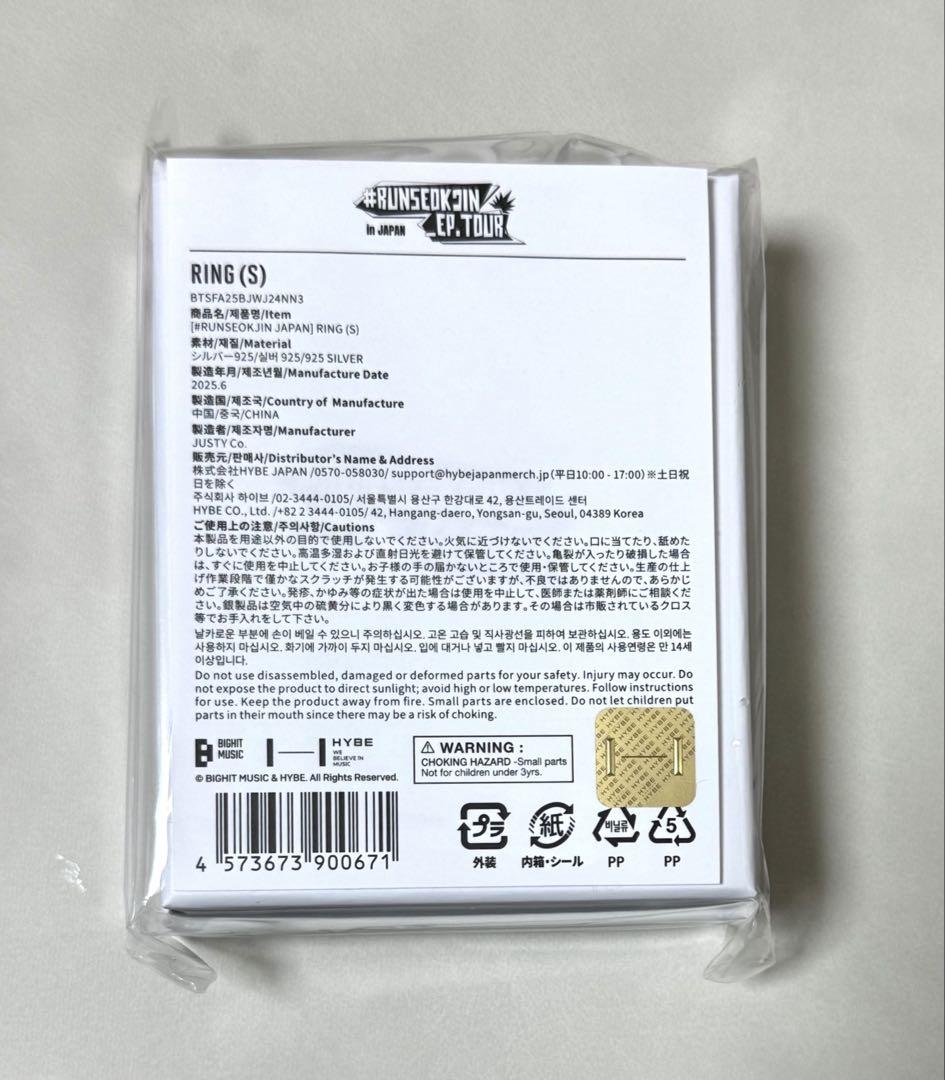 #RUNSEOKJIN
in JAPAN _EP.TOUR
RING (S)
BTSFA25BJWJ24NN3
商品名/제품명/Item
[#RUNSEOKJIN JAPAN] RING (S)
素材/재질/Material
シルバー925/실버 925/925 SILVER
製造年月/제조년월/Manufacture Date
2025.6
製造国/제조국/Country of Manufacture
中国/중국/CHINA
製造者/제조자명/Manufacturer
JUSTY Co.
販売元/판매사/Distributor's Name & Address
株式会社HYBE JAPAN /0570-058030/ support@hybejapanmerch.jp (平日10:00 - 17:00) ※土日祝
日を除く
주식회사 하이브 /02-3444-0105/ 서울특별시 용산구 한강대로 42, 용산트레이드 센터
HYBE CO., Ltd. /+82 2 3444-0105/ 42, Hangang-daero, Yongsan-gu, Seoul, 04389 Korea
ご使用上の注意/주의사항/Cautions
本製品を用途以外の目的で使用しないでください。火気に近づけないでください。口に当てたり、舐めた
りしないでください。高温多湿および直射日光を避けて保管してください。亀裂が入ったり破損した場合
は、すぐに使用を中止してください。お子様の手の届かないところで使用・保管してください。生産の仕上
げ作業段階で僅かなスクラッチが発生する可能性がございますが、不良ではありませんので、あらかじ
めご了承ください。発疹、かゆみ等の症状が出た場合は使用を中止して、医師または薬剤師にご相談くだ
さい。銀製品は空気中の硫黄分により黒く変色する場合があります。その場合は市販されているクロス
等でお手入れをして下さい。
날카로운 부분에 손이 베일 수 있으니 주의하십시오. 고온 고습 및 직사광선을 피하여 보관하십시오. 용도 이외에는
사용하지 마십시오. 화기에 가까이 두지 마십시오. 입에 대거나 넣고 빨지 마십시오. 이 제품의 사용연령은 만 14세
이상입니다.
Do not use disassembled, damaged or deformed parts for your safety. Injury may occur. Do
not expose the product to direct sunlight; avoid high or low temperatures. Follow instructions
for use. Keep the product away from fire. Small parts are enclosed. Do not let children put
parts in their mouth since there may be a risk of choking.
BIGHIT
MUSIC
HYBE
WE
BELIEVE IN
MUSIC
© BIGHIT MUSIC & HYBE. All Rights Reserved.
⚠ WARNING :
CHOKING HAZARD -Small parts
Not for children under 3yrs.
4 573673 900671
プラ
外装
紙
内箱・シール
비닐류
PP
5
PP